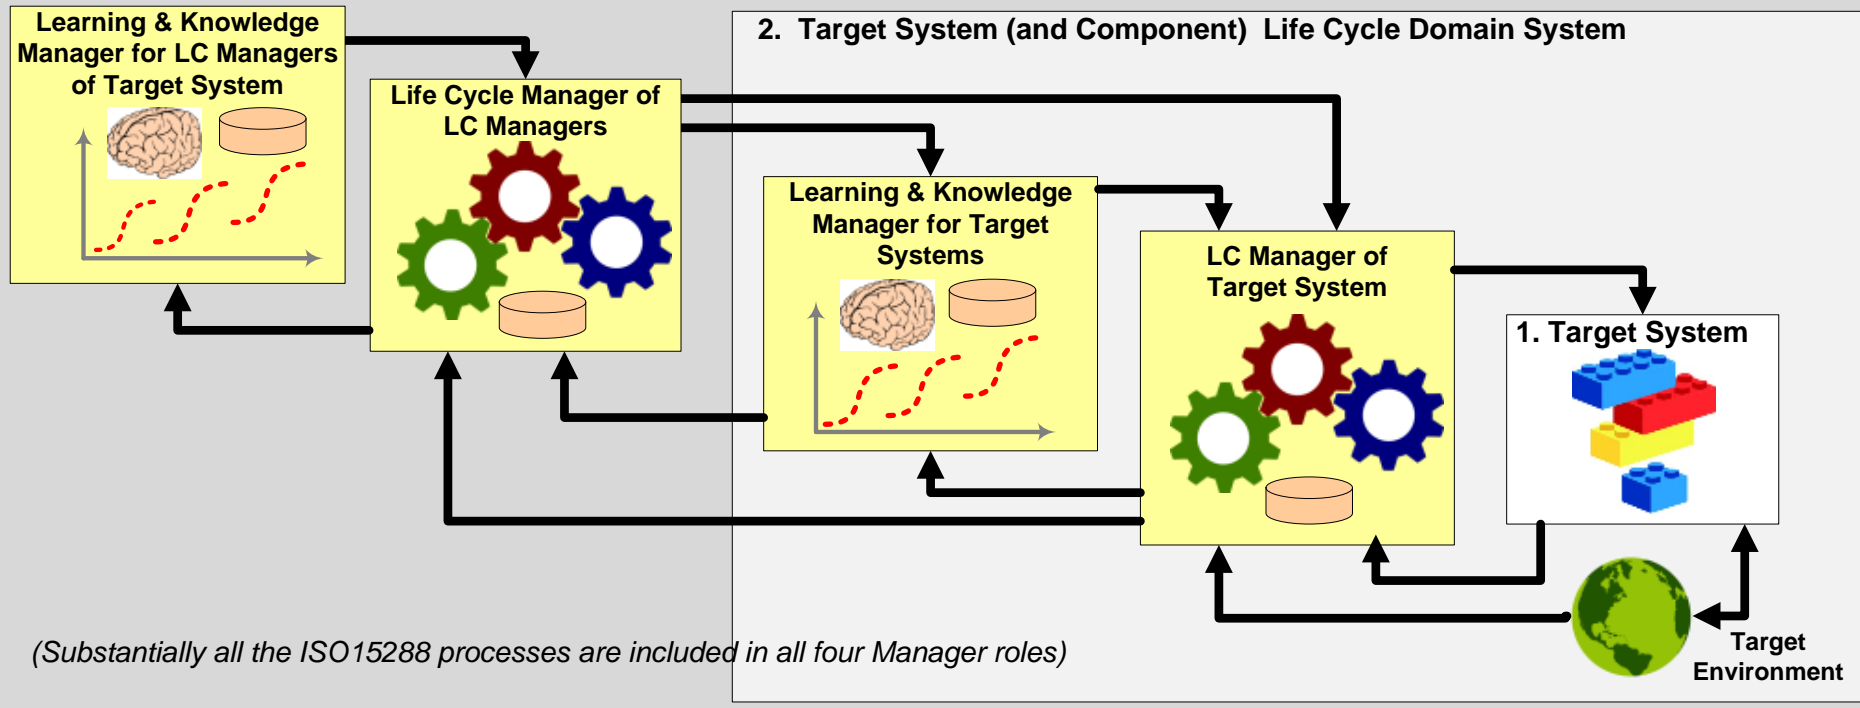 Learning & Knowledge
Manager for LC Managers
of Target System
2.  Target System (and Component)  Life Cycle Domain System
Life Cycle Manager of
LC Managers
Learning & Knowledge
Manager for Target
Systems
LC Manager of
Target System
1. Target System
Target
Environment
(Substantially all the ISO15288 processes are included in all four Manager roles)